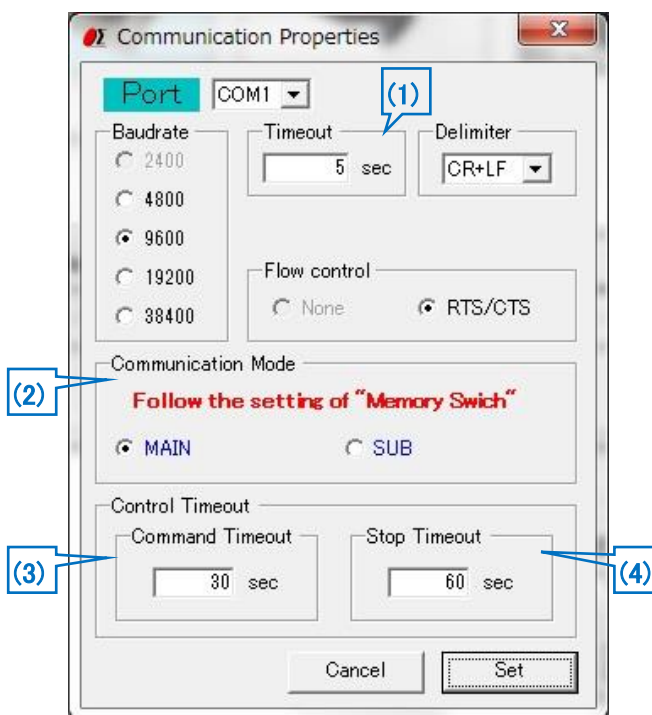 Communication Properties
Port COM1
(1)
Baudrate
2400
4800
9600
19200
38400
Timeout
5 sec
Delimiter
CR+LF
Flow control
None RTS/CTS
(2)
Communication Mode
Follow the setting of "Memory Swich"
MAIN SUB
Control Timeout
(3)
Command Timeout
30 sec
Stop Timeout
60 sec
(4)
Cancel Set